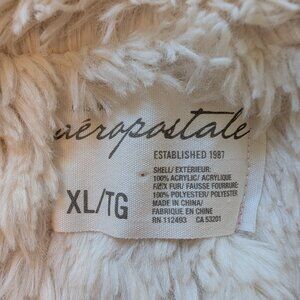 aéropostale
ESTABLISHED 1987
XL/TG
SHELL/ EXTÉRIEUR:
100% ACRYLIC/ ACRYLIQUE
FAUX FUR/ FAUSSE FOURRURE:
100% POLYESTER/ POLYESTER
MADE IN CHINA/
FABRIQUÉ EN CHINE
RN 112493 CA 53201